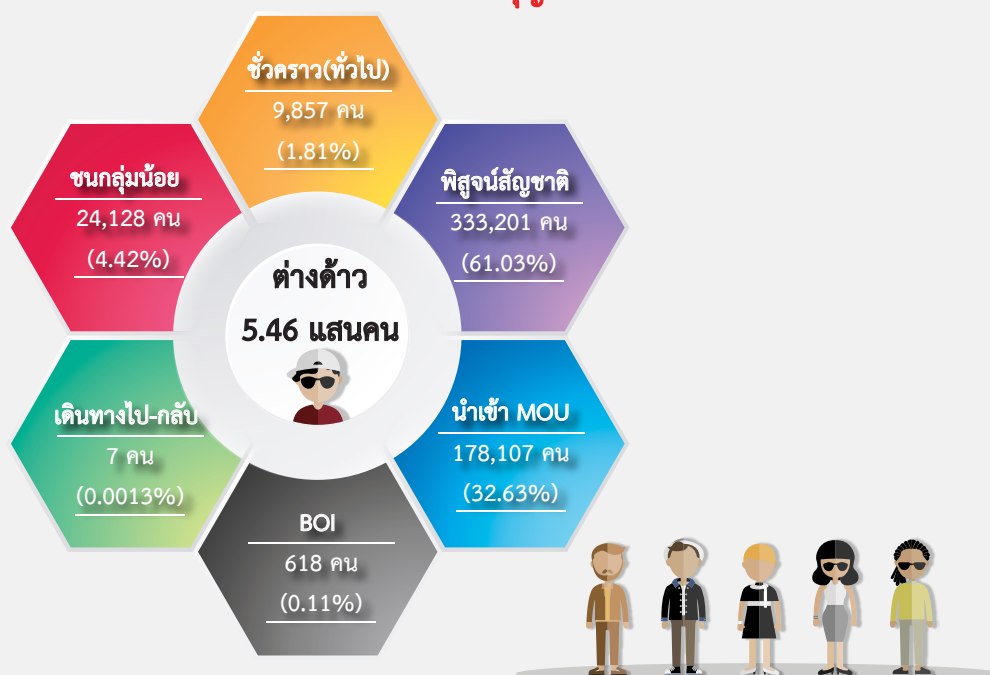 ชั่วคราว(ทั่วไป)
9,857 คน
(1.81%)
พิสูจน์สัญชาติ
333,201 คน
(61.03%)
นำเข้า MOU
178,107 คน
(32.63%)
BOI
618 คน
(0.11%)
เดินทางไป-กลับ
7 คน
(0.0013%)
ชนกลุ่มน้อย
24,128 คน
(4.42%)
ต่างด้าว
5.46 แสนคน